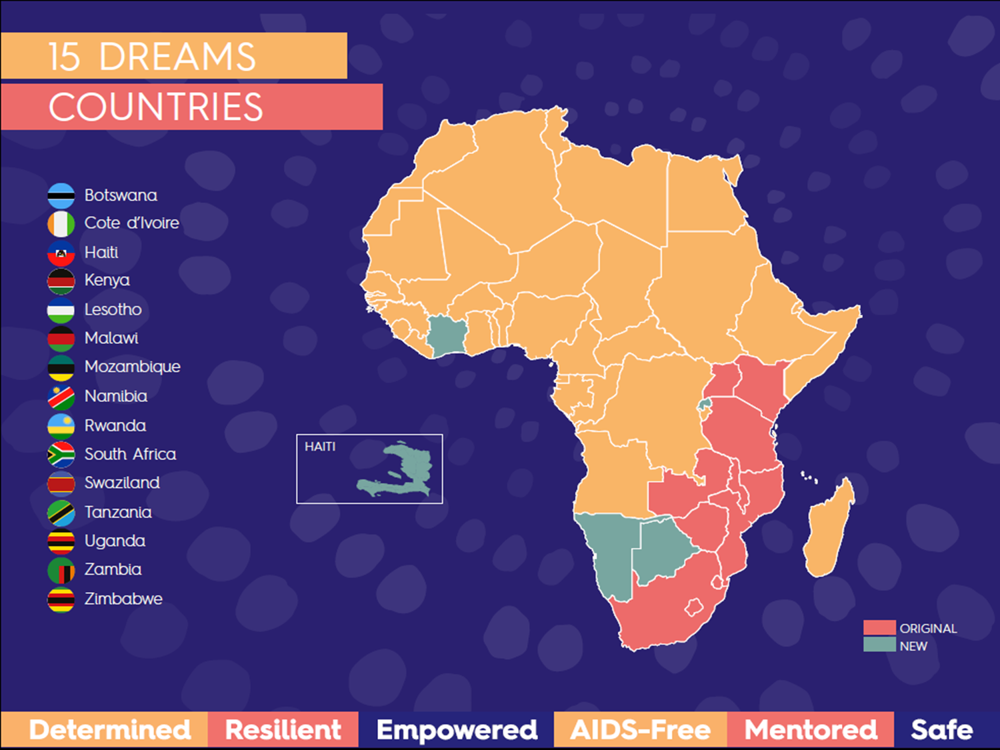 15 DREAMS
COUNTRIES
Botswana
Cote d'Ivoire
Haiti
Kenya
Lesotho
Malawi
Mozambique
Namibia
Rwanda
South Africa
Swaziland
Tanzania
Uganda
Zambia
Zimbabwe
HAITI
ORIGINAL
NEW
Determined Resilient Empowered AIDS-Free Mentored Safe